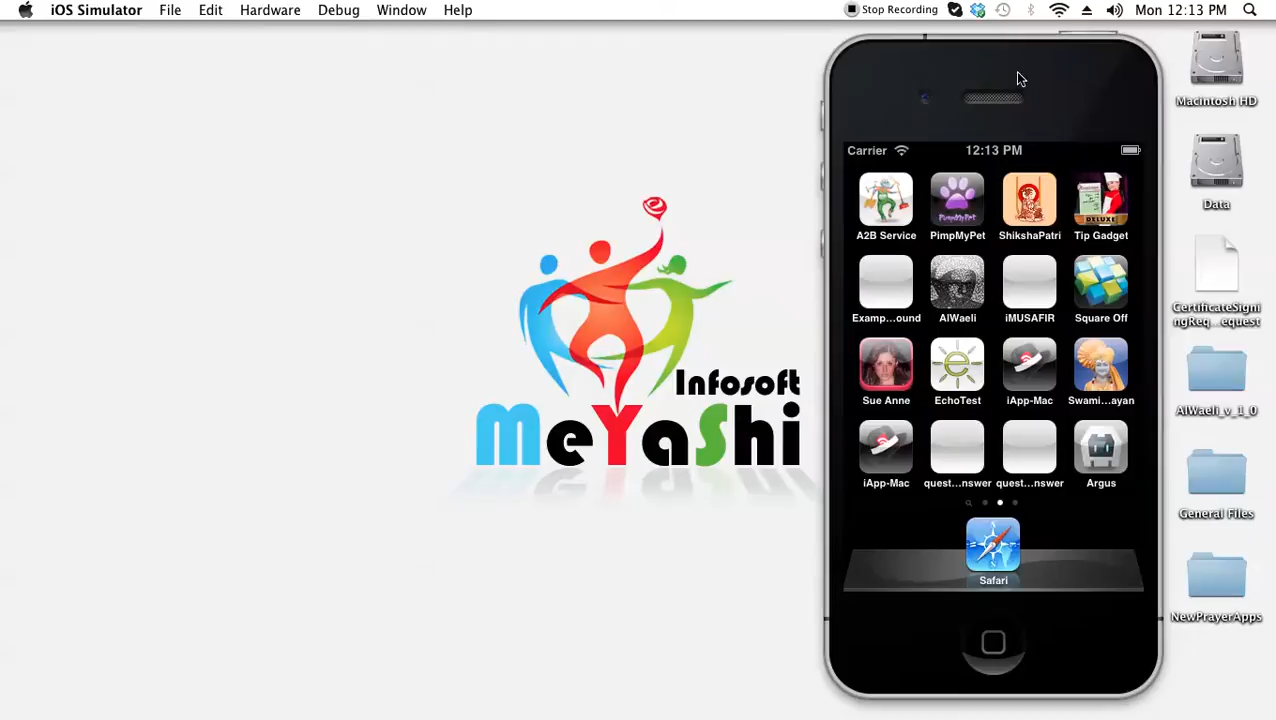 iOS Simulator File Edit Hardware Debug Window Help Stop Recording Mon 12:13 PM
Macintosh HD
Data
CertificateSigni
ngReq...equest
AlWaeli_v_1_0
General Files
NewPrayerApps
Infosoft
MeYaShi
Carrier 12:13 PM
A2B Service PimpMyPet ShikshaPatri Tip Gadget
DELUXE
Examp...ound AlWaeli iMUSAFIR Square Off
Sue Anne EchoTest iApp-Mac Swami...ayan
iApp-Mac quest...nswer quest...nswer Argus
Safari